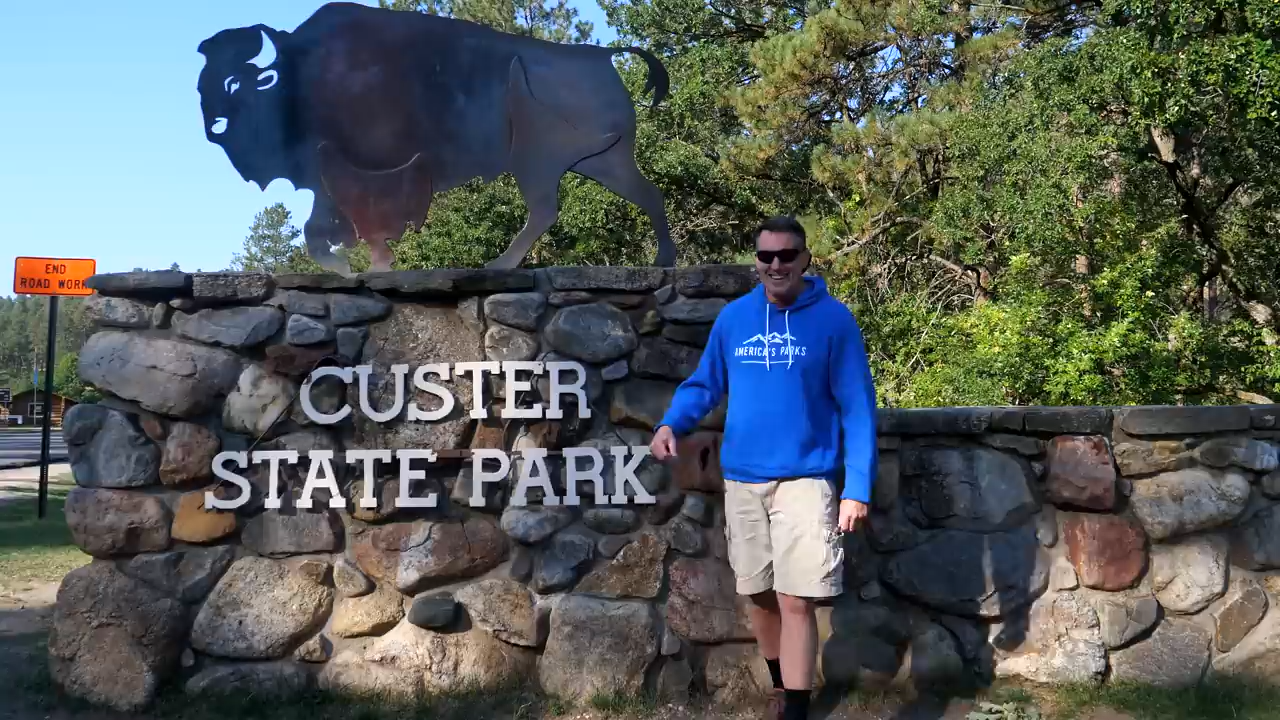 END
ROAD WORK
CUSTER
STATE PARK
AMERICA'S PARKS